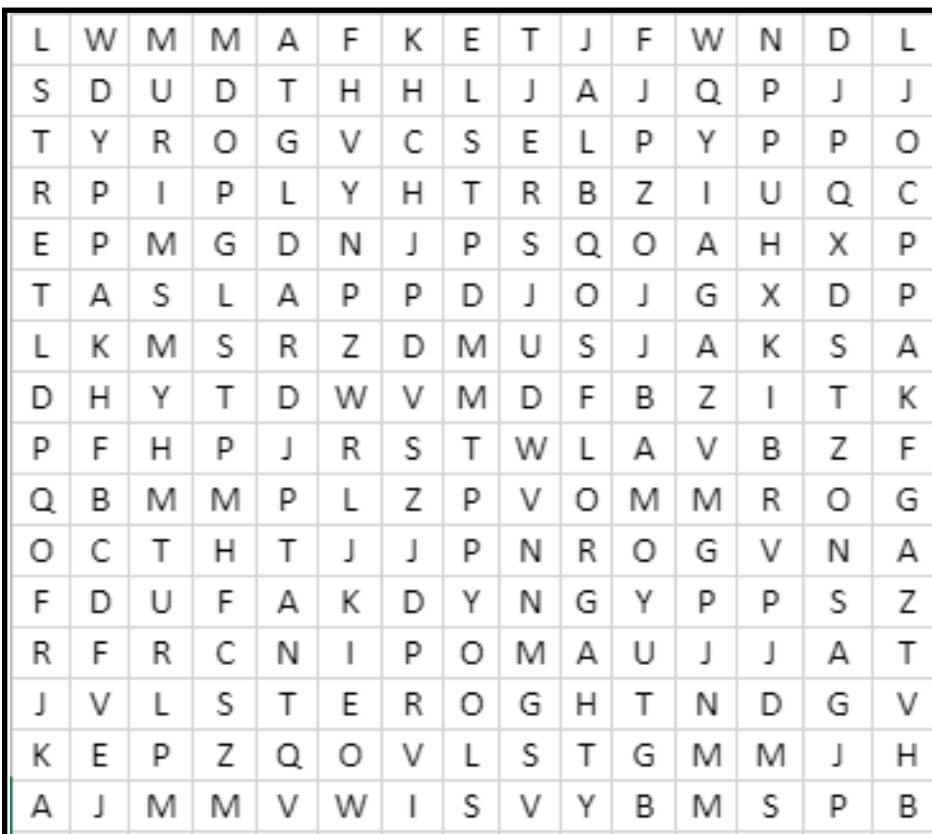 L W M M A F K E T J F W N D L
S D U D T H H L J A J Q P J J
T Y R O G V C S E L P Y P P O
R P I P L Y H T R B Z I U Q C
E P M G D N J P S Q O A H X P
T A S L A P P D J O J G X D P
L K M S R Z D M U S J A K S A
D H Y T D W V M D F B Z I T K
P F H P J R S T W L A V B Z F
Q B M M P L Z P V O M M R O G
O C T H T J J P N R O G V N A
F D U F A K D Y N G Y P P S Z
R F R C N I P O M A U J J A T
J V L S T E R O G H T N D G V
K E P Z Q O V L S T G M M J H
A J M M V W I S V Y B M S P B